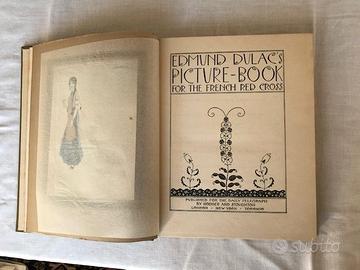 EDMUND DULAC'S
PICTURE-BOOK
FOR THE FRENCH RED CROSS
PUBLISHED FOR THE DAILY TELEGRAPH
BY HODDER AND STOUGHTON
LONDON - NEW YORK - TORONTO
subito